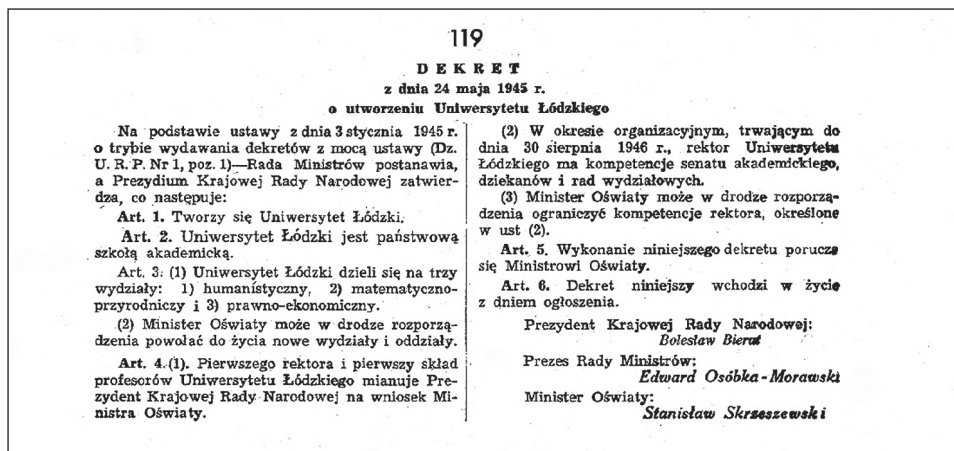 119
DEKRET
z dnia 24 maja 1945 r.
o utworzeniu Uniwersytetu Łódzkiego
Na podstawie ustawy z dnia 3 stycznia 1945 r.
o trybie wydawania dekretów z mocą ustawy (Dz.
U. R. P. Nr 1, poz. 1)—Rada Ministrów postanawia,
a Prezydium Krajowej Rady Narodowej zatwier-
dza, co następuje:
Art. 1. Tworzy się Uniwersytet Łódzki.
Art. 2. Uniwersytet Łódzki jest państwową
szkołą akademicką.
Art. 3. (1) Uniwersytet Łódzki dzieli się na trzy
wydziały: 1) humanistyczny, 2) matematyczno-
przyrodniczy i 3) prawno-ekonomiczny.
(2) Minister Oświaty może w drodze rozporzą-
dzenia powołać do życia nowe wydziały i oddziały.
Art. 4.(1). Pierwszego rektora i pierwszy skład
profesorów Uniwersytetu Łódzkiego mianuje Pre-
zydent Krajowej Rady Narodowej na wniosek Mi-
nistra Oświaty.
(2) W okresie organizacyjnym, trwającym do
dnia 30 sierpnia 1946 r., rektor Uniwersytetu
Łódzkiego ma kompetencje senatu akademickiego,
dziekanów i rad wydziałowych.
(3) Minister Oświaty może w drodze rozporzą-
dzenia ograniczyć kompetencje rektora, określone
w ust (2).
Art. 5. Wykonanie niniejszego dekretu porucza
się Ministrowi Oświaty.
Art. 6. Dekret niniejszy wchodzi w życie
z dniem ogłoszenia.
Prezydent Krajowej Rady Narodowej:
Bolesław Bierut
Prezes Rady Ministrów:
Edward Osóbka-Morawski
Minister Oświaty:
Stanisław Skrzeszewski